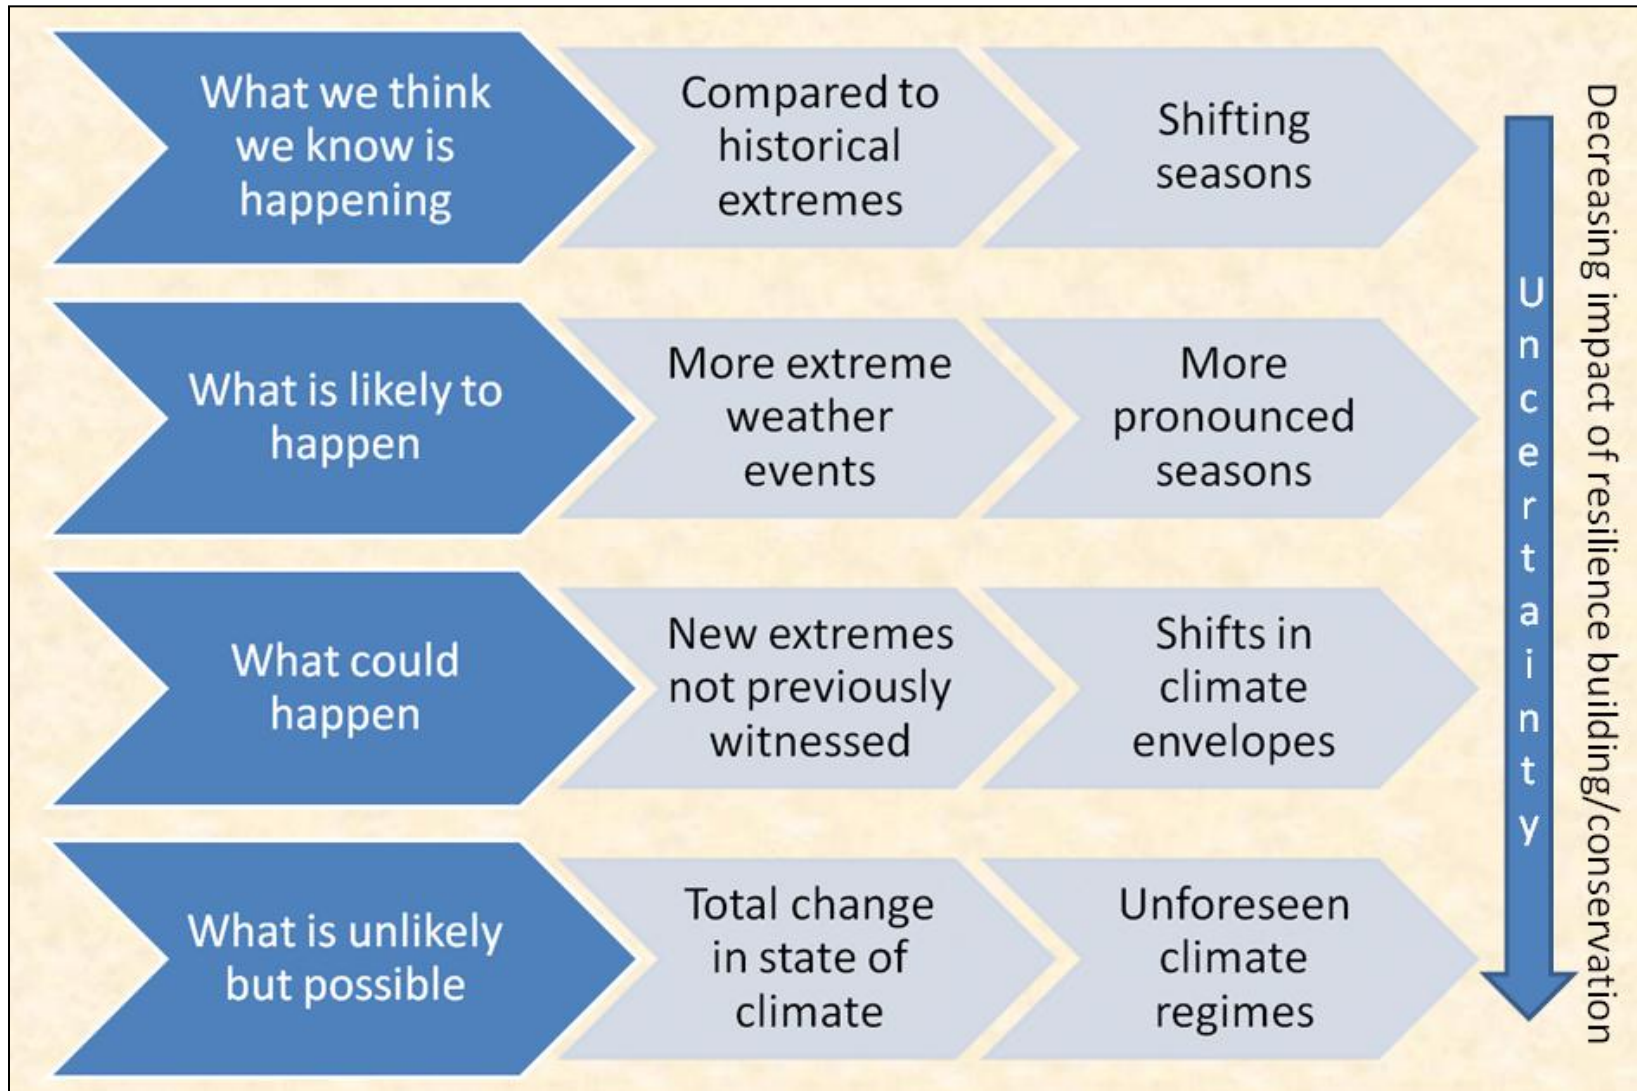 What we think
we know is
happening
Compared to
historical
extremes
Shifting
seasons
What is likely to
happen
More extreme
weather
events
More
pronounced
seasons
What could
happen
New extremes
not previously
witnessed
Shifts in
climate
envelopes
What is unlikely
but possible
Total change
in state of
climate
Unforeseen
climate
regimes
Uncertainty
Decreasing impact of resilience building/conservation